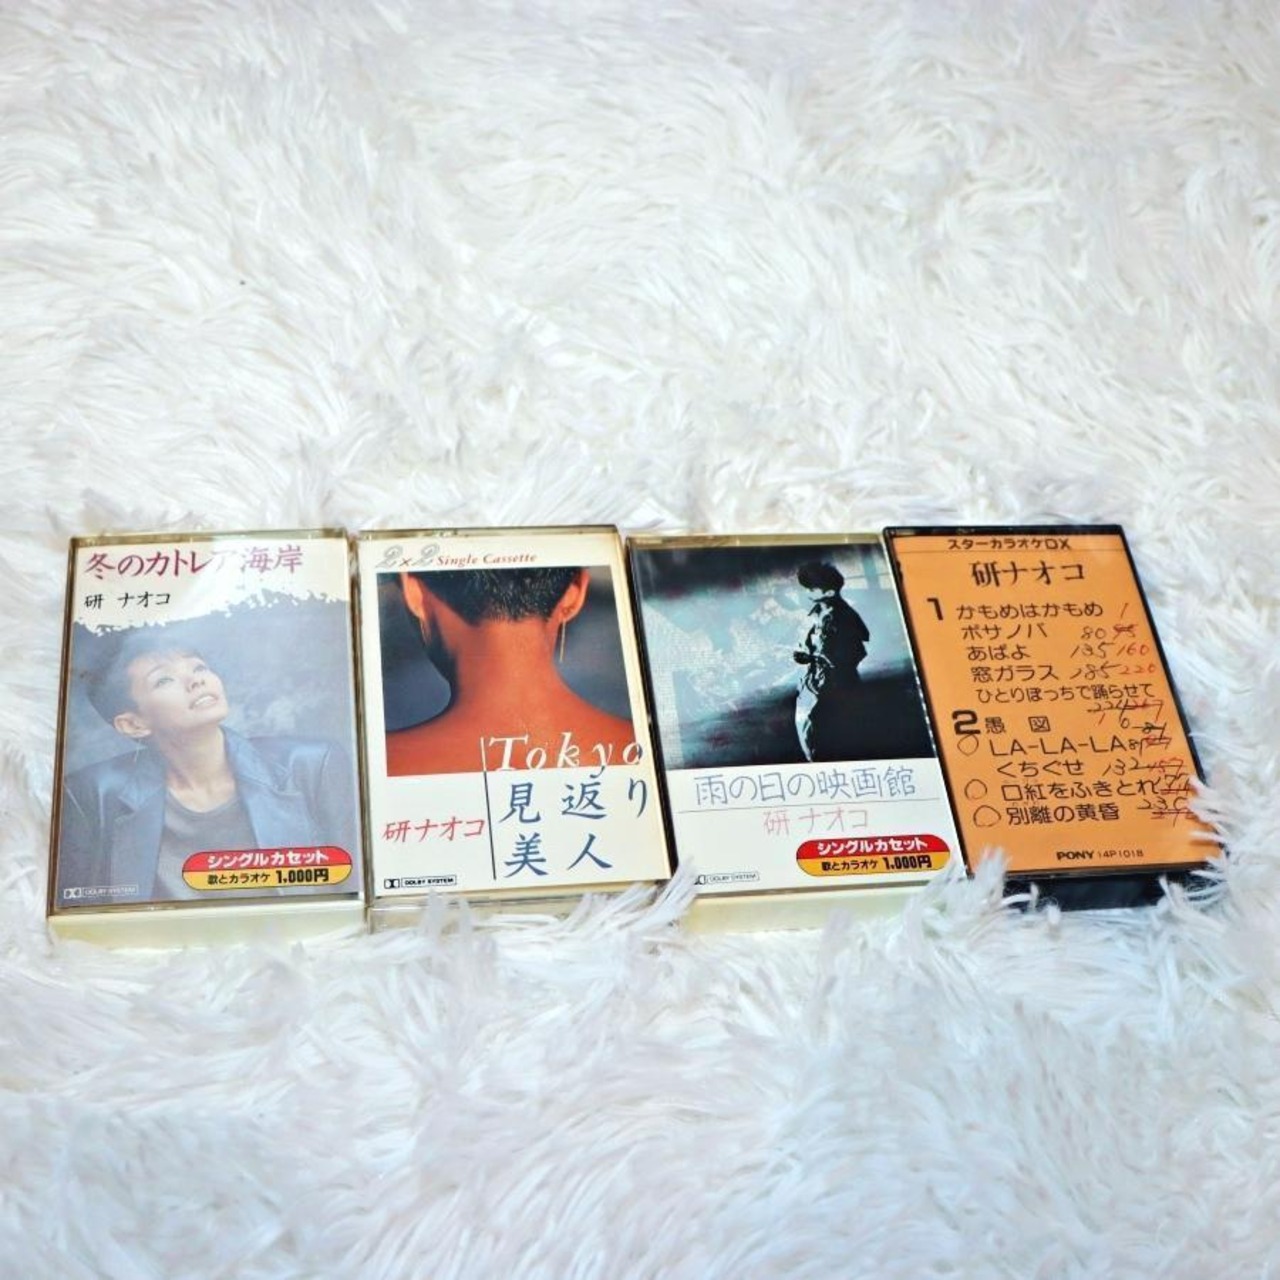 冬のカトレア海岸
研 ナオコ
シングルカセット
歌とカラオケ 1,000円
DOLBY SYSTEM
2×2 Single Cassette
Tokyo
見返り
美人
研ナオコ
DOLBY SYSTEM
雨の日の映画館
研ナオコ
シングルカセット
歌とカラオケ 1,000円
DOLBY SYSTEM
スターカラオケDX
研ナオコ
1 かもめはかもめ 1
ボサノバ 80
あばよ 135 160
窓ガラス 185 220
ひとりぼっちで踊らせて
2 愚図
LA-LA-LA
くちぐせ 132
口紅をふきとれ
別離の黄昏
PONY 14P1018